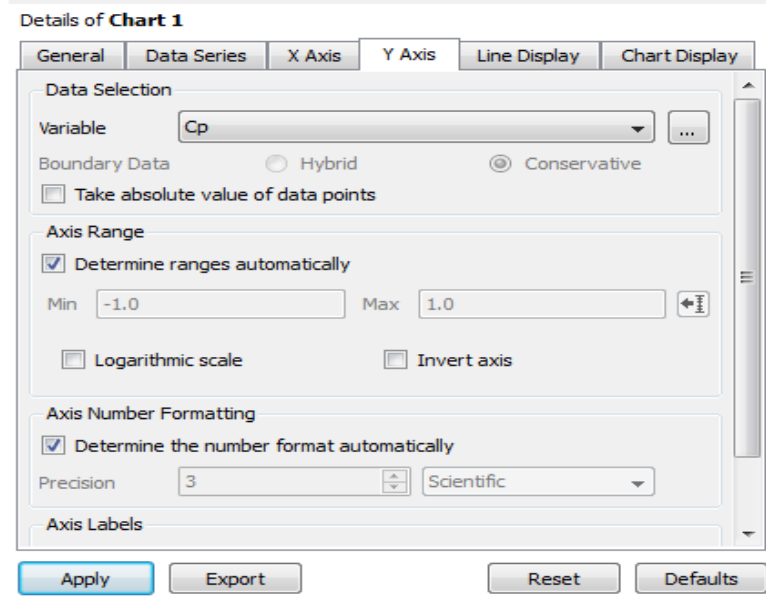 Details of Chart 1
General Data Series X Axis Y Axis Line Display Chart Display
Data Selection
Variable Cp ...
Boundary Data Hybrid Conservative
Take absolute value of data points
Axis Range
Determine ranges automatically
Min -1.0 Max 1.0
Logarithmic scale Invert axis
Axis Number Formatting
Determine the number format automatically
Precision 3 Scientific
Axis Labels
Apply Export Reset Defaults